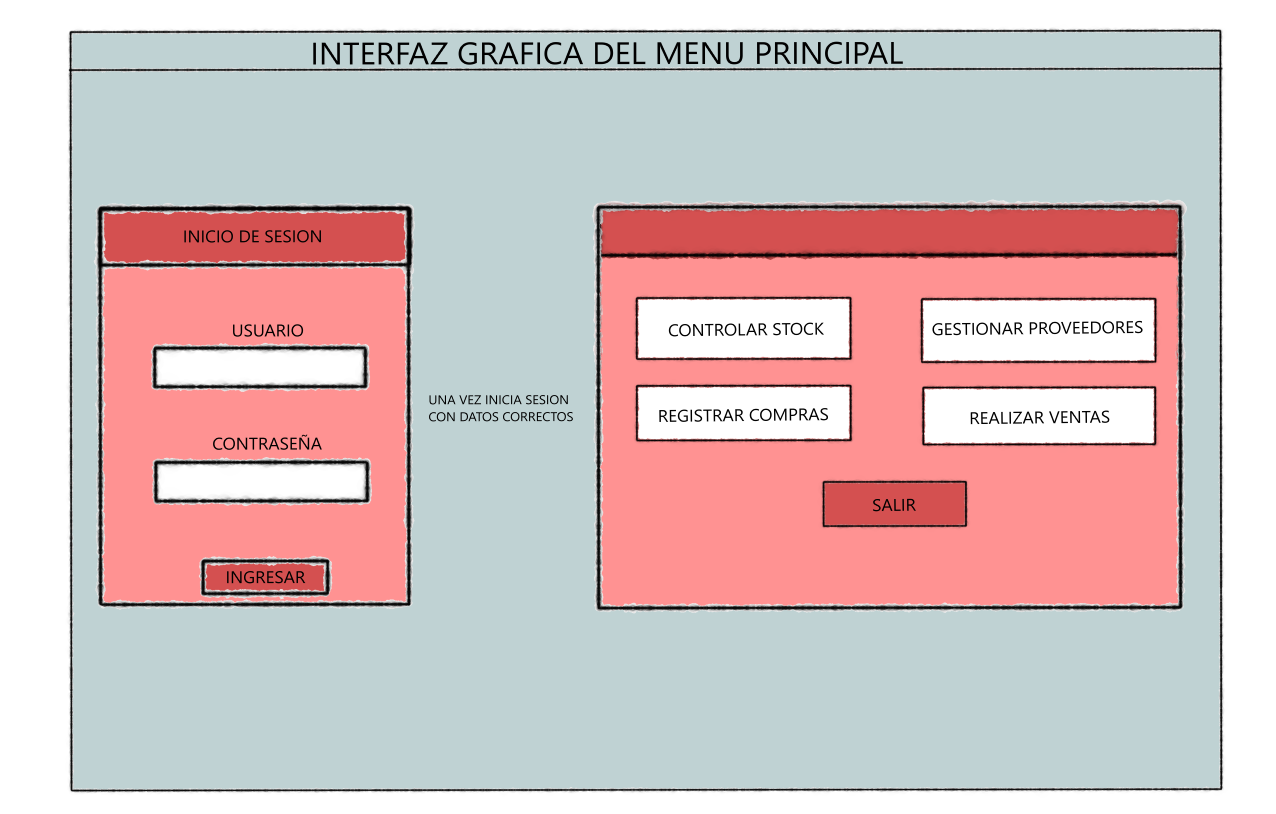 INTERFAZ GRAFICA DEL MENU PRINCIPAL
INICIO DE SESION
USUARIO
CONTRASEÑA
INGRESAR
UNA VEZ INICIA SESION
CON DATOS CORRECTOS
CONTROLAR STOCK
GESTIONAR PROVEEDORES
REGISTRAR COMPRAS
REALIZAR VENTAS
SALIR